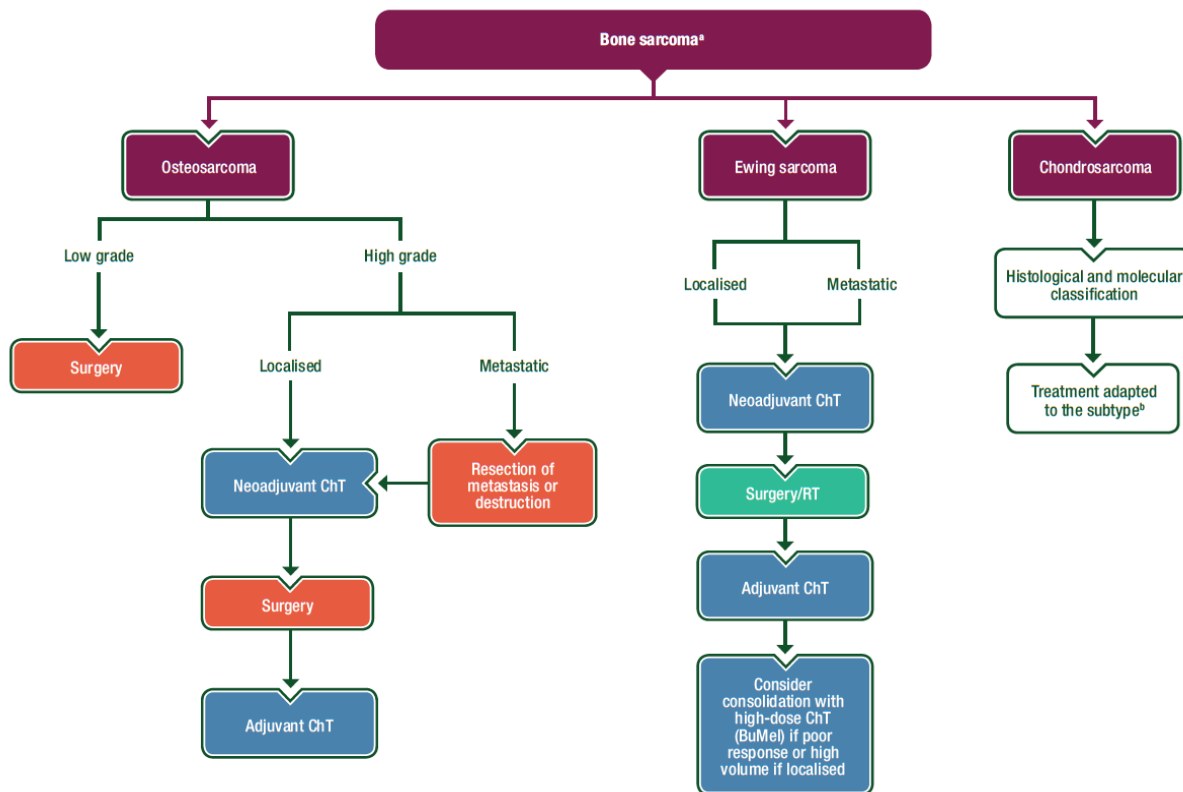 Bone sarcomaᵃ
Osteosarcoma
Ewing sarcoma
Chondrosarcoma
Low grade
High grade
Localised
Metastatic
Histological and molecular
classification
Surgery
Localised
Metastatic
Neoadjuvant ChT
Treatment adapted
to the subtypeᵇ
Neoadjuvant ChT
Resection of
metastasis or
destruction
Surgery/RT
Surgery
Adjuvant ChT
Adjuvant ChT
Consider
consolidation with
high-dose ChT
(BuMel) if poor
response or high
volume if localised